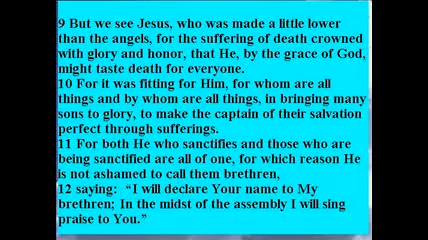 9 But we see Jesus, who was made a little lower
than the angels, for the suffering of death crowned
with glory and honor, that He, by the grace of God,
might taste death for everyone.
10 For it was fitting for Him, for whom are all
things and by whom are all things, in bringing many
sons to glory, to make the captain of their salvation
perfect through sufferings.
11 For both He who sanctifies and those who are
being sanctified are all of one, for which reason He
is not ashamed to call them brethren,
12 saying:  “I will declare Your name to My
brethren; In the midst of the assembly I will sing
praise to You.”